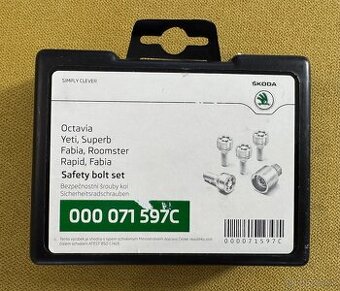 SIMPLY CLEVER
ŠKODA
Octavia
Yeti, Superb
Fabia, Roomster
Rapid, Fabia
Safety bolt set
Bezpečnostní šrouby kol
Sicherheitsradschrauben
000 071 597C
000071597C